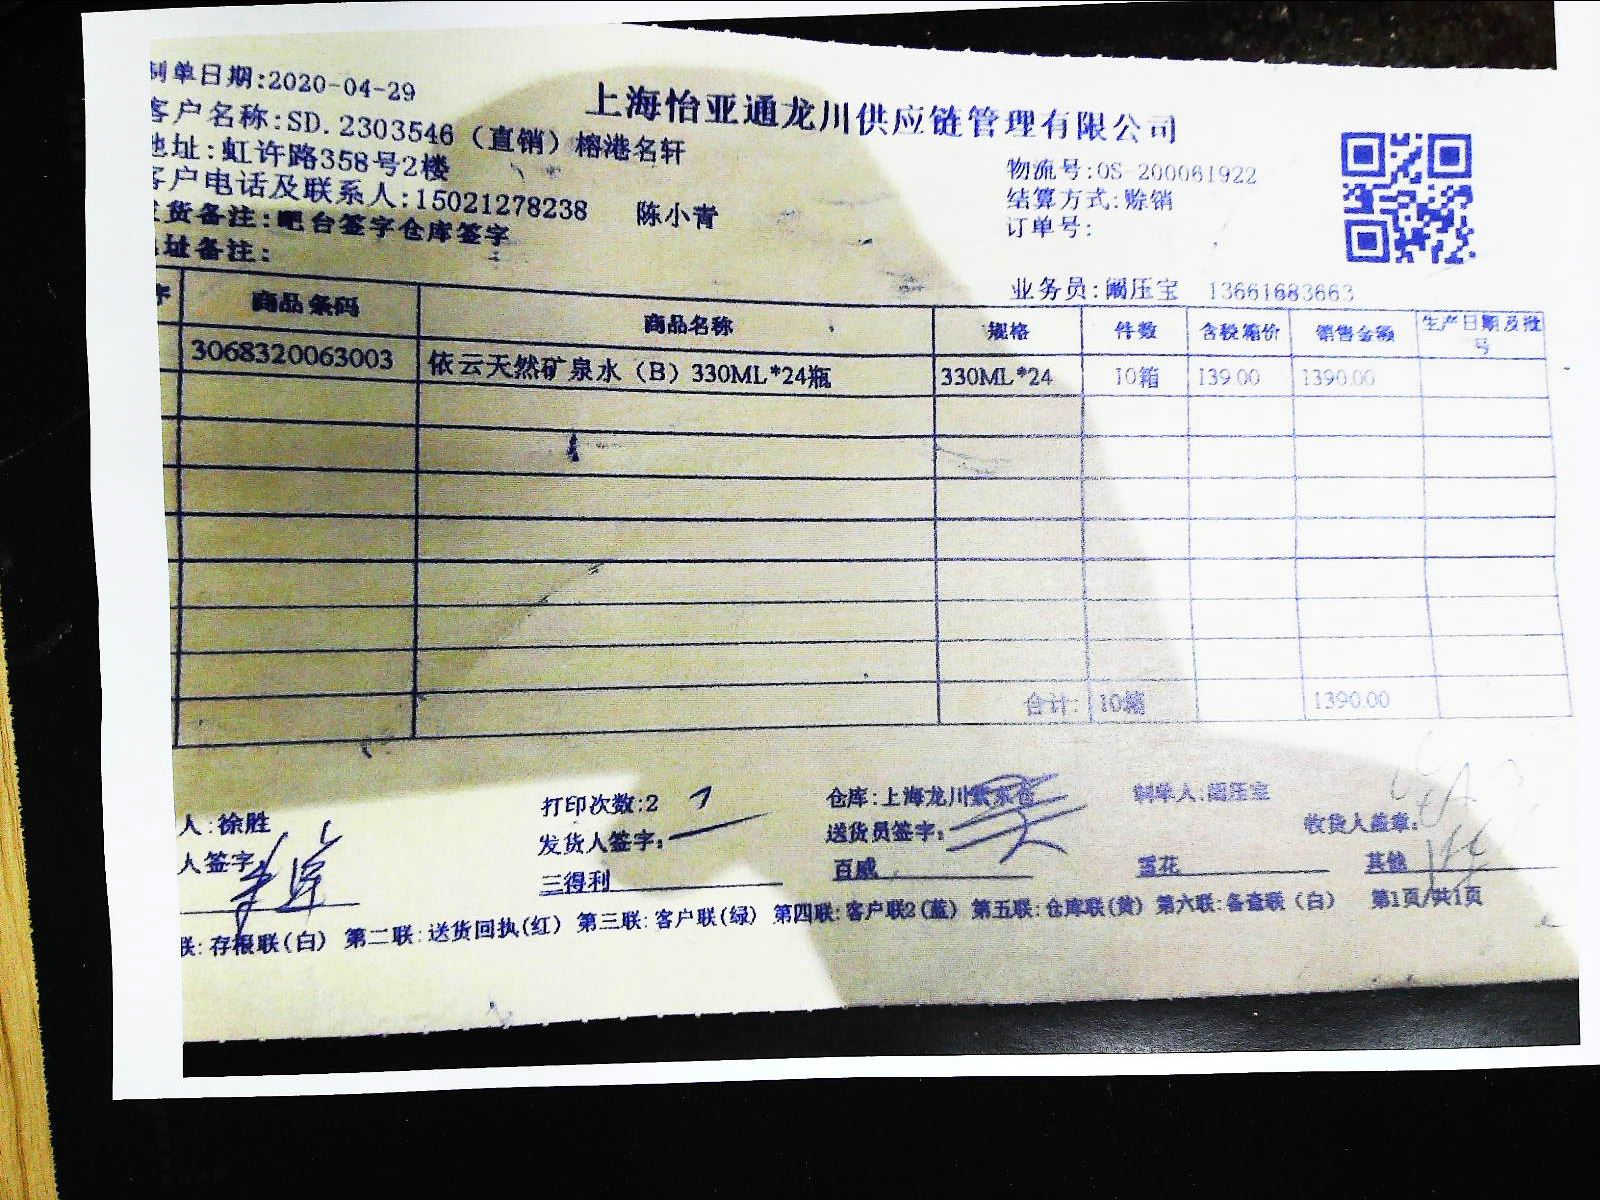 制单日期:2020-04-29
上海怡亚通龙川供应链管理有限公司
客户名称:SD.2303546（直销）榕港名轩
地址:虹许路358号2楼
物流号:OS-200061922
客户电话及联系人:15021278238 陈小青
结算方式:赊销
发货备注:吧台签字仓库签字
订单号:
地址备注:
业务员:阚压宝 13661683663
序 商品条码 商品名称 规格 件数 含税箱价 销售金额 生产日期及批号
3068320063003 依云天然矿泉水（B）330ML*24瓶 330ML*24 10箱 139.00 1390.00
合计: 10箱 1390.00
人:徐胜 打印次数:2 仓库:上海龙川 制单人:阚压宝
人签字 发货人签字: 送货员签字: 收货人盖章:
三得利 百威 雪花 其他
联:存根联(白) 第二联:送货回执(红) 第三联:客户联(绿) 第四联:客户联2(蓝) 第五联:仓库联(黄) 第六联:备查联（白） 第1页/共1页